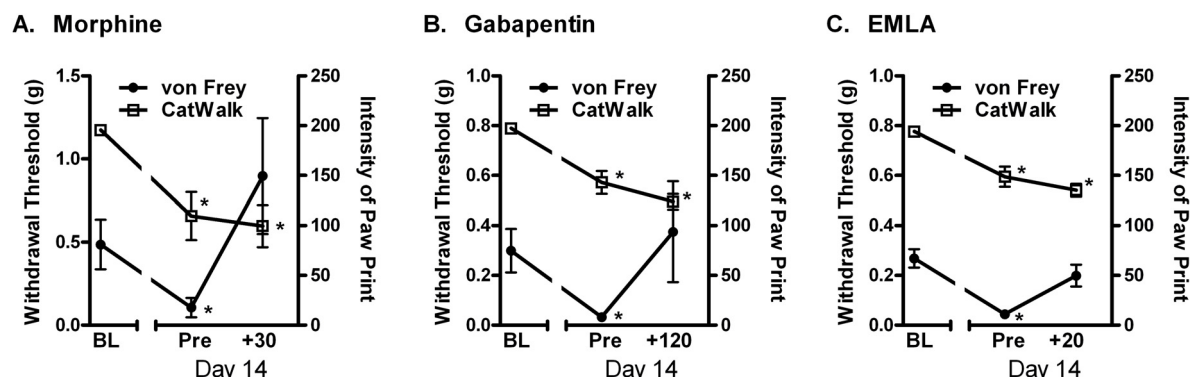 A. Morphine
Withdrawal Threshold (g)
1.5
1.0
0.5
0.0
von Frey
CatWalk
*
*
*
250
200
150
100
50
0
Intensity of Paw Print
BL
Pre
+30
Day 14
B. Gabapentin
Withdrawal Threshold (g)
1.0
0.8
0.6
0.4
0.2
0.0
von Frey
CatWalk
*
*
*
250
200
150
100
50
0
Intensity of Paw Print
BL
Pre
+120
Day 14
C. EMLA
Withdrawal Threshold (g)
1.0
0.8
0.6
0.4
0.2
0.0
von Frey
CatWalk
*
*
*
250
200
150
100
50
0
Intensity of Paw Print
BL
Pre
+20
Day 14